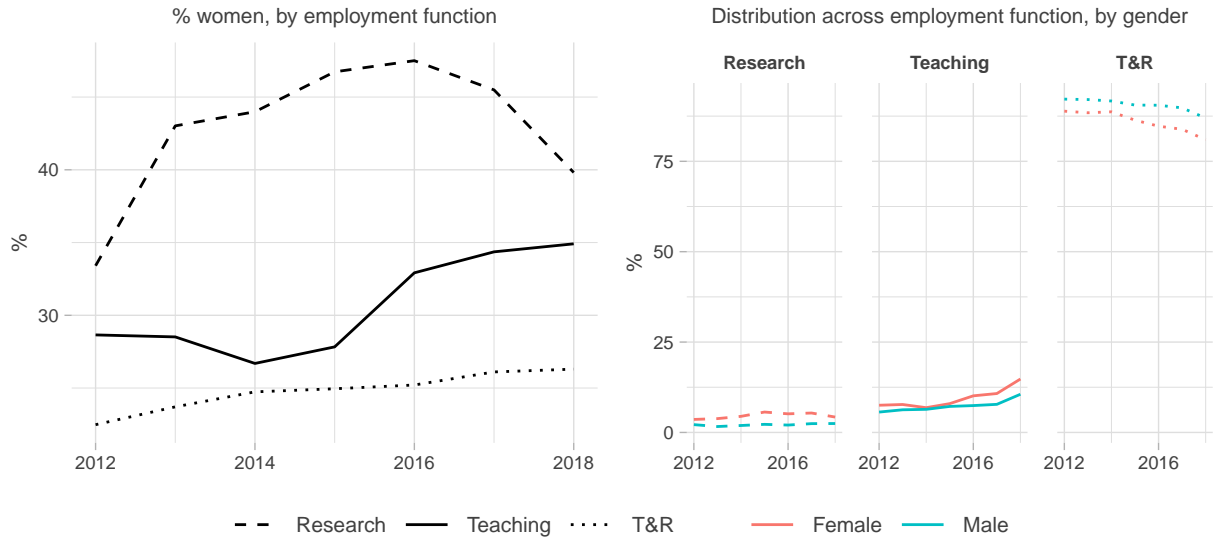 % women, by employment function
Distribution across employment function, by gender
Research Teaching T&R
40
30
%
2012 2014 2016 2018
75
50
25
0
%
2012 2016 2012 2016 2012 2016
Research Teaching T&R Female Male